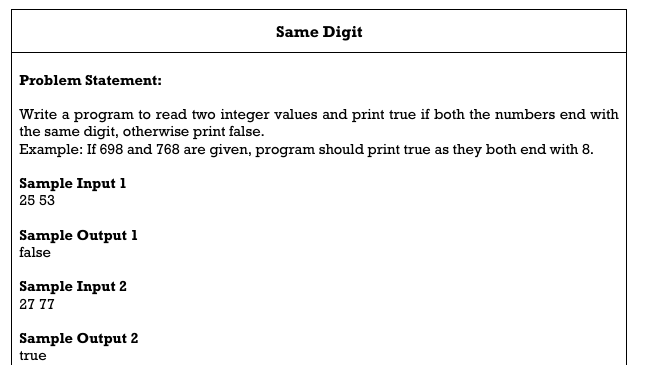 Same Digit
Problem Statement:
Write a program to read two integer values and print true if both the numbers end with
the same digit, otherwise print false.
Example: If 698 and 768 are given, program should print true as they both end with 8.
Sample Input 1
25 53
Sample Output 1
false
Sample Input 2
27 77
Sample Output 2
true